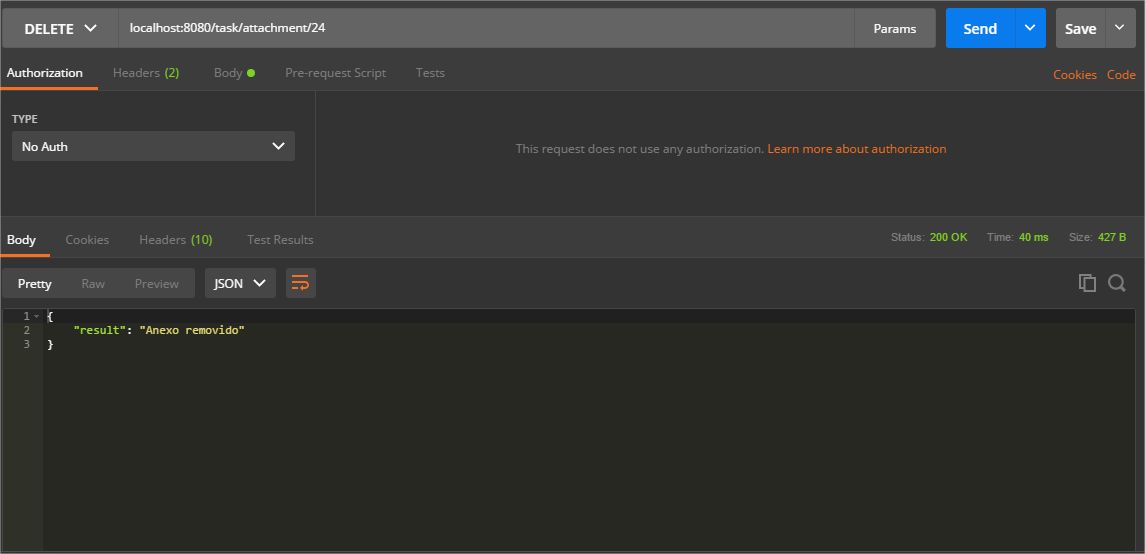 DELETE localhost:8080/task/attachment/24 Params Send Save
Authorization Headers (2) Body Pre-request Script Tests Cookies Code
TYPE
No Auth
This request does not use any authorization. Learn more about authorization
Body Cookies Headers (10) Test Results Status: 200 OK Time: 40 ms Size: 427 B
Pretty Raw Preview JSON
1 {
2 "result": "Anexo removido"
3 }